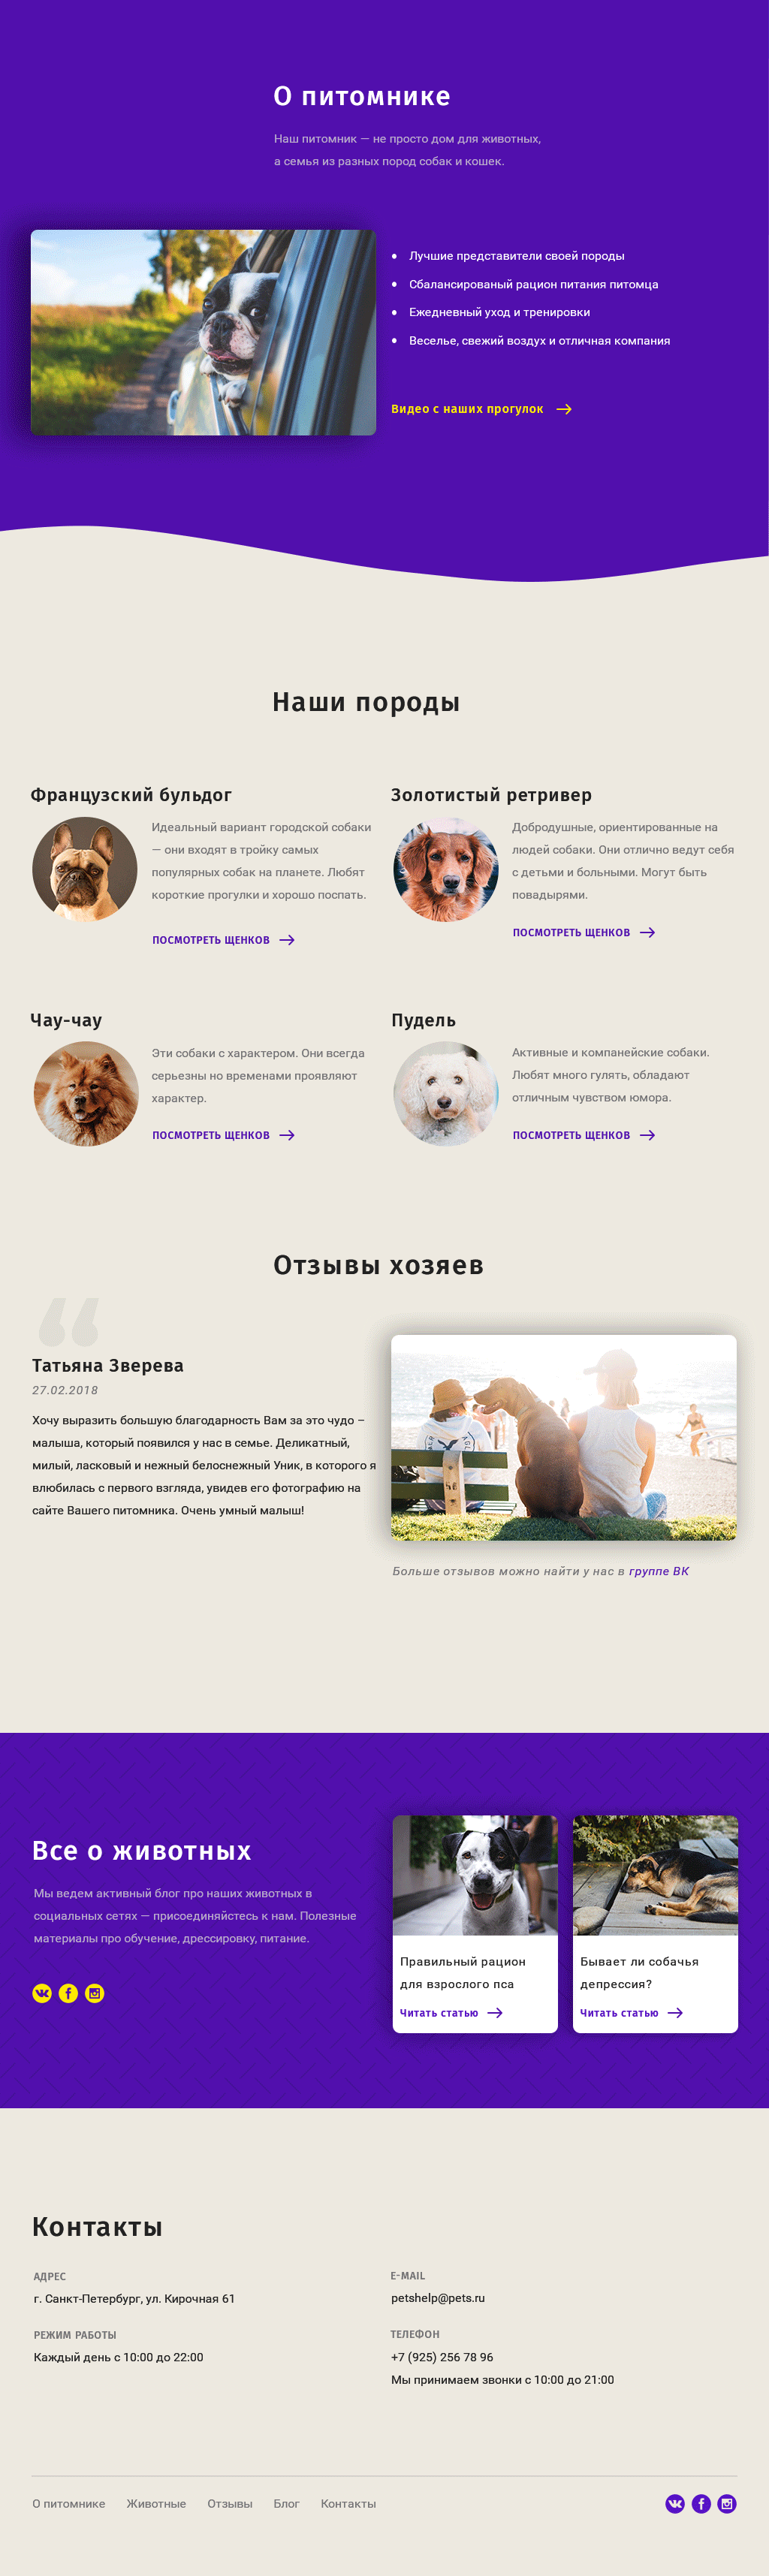 О питомнике
Наш питомник — не просто дом для животных,
а семья из разных пород собак и кошек.
Лучшие представители своей породы
Сбалансированый рацион питания питомца
Ежедневный уход и тренировки
Веселье, свежий воздух и отличная компания
Видео с наших прогулок
Наши породы
Французский бульдог
Идеальный вариант городской собаки
— они входят в тройку самых
популярных собак на планете. Любят
короткие прогулки и хорошо поспать.
ПОСМОТРЕТЬ ЩЕНКОВ
Золотистый ретривер
Добродушные, ориентированные на
людей собаки. Они отлично ведут себя
с детьми и больными. Могут быть
повадырями.
ПОСМОТРЕТЬ ЩЕНКОВ
Чау-чау
Эти собаки с характером. Они всегда
серьезны но временами проявляют
характер.
ПОСМОТРЕТЬ ЩЕНКОВ
Пудель
Активные и компанейские собаки.
Любят много гулять, обладают
отличным чувством юмора.
ПОСМОТРЕТЬ ЩЕНКОВ
Отзывы хозяев
“
Татьяна Зверева
27.02.2018
Хочу выразить большую благодарность Вам за это чудо –
малыша, который появился у нас в семье. Деликатный,
милый, ласковый и нежный белоснежный Уник, в которого я
влюбилась с первого взгляда, увидев его фотографию на
сайте Вашего питомника. Очень умный малыш!
Больше отзывов можно найти у нас в группе ВК
Все о животных
Мы ведем активный блог про наших животных в
социальных сетях — присоединяйстесь к нам. Полезные
материалы про обучение, дрессировку, питание.
Правильный рацион
для взрослого пса
Читать статью
Бывает ли собачья
депрессия?
Читать статью
Контакты
АДРЕС
г. Санкт-Петербург, ул. Кирочная 61
РЕЖИМ РАБОТЫ
Каждый день с 10:00 до 22:00
E-MAIL
petshelp@pets.ru
ТЕЛЕФОН
+7 (925) 256 78 96
Мы принимаем звонки с 10:00 до 21:00
О питомнике Животные Отзывы Блог Контакты